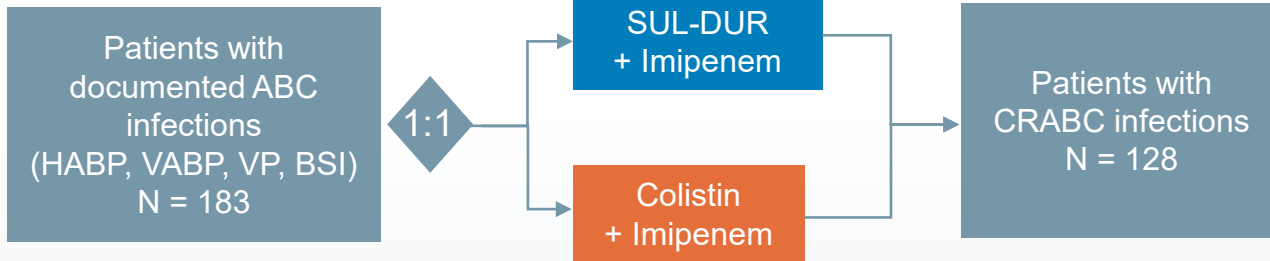 Patients with
documented ABC
infections
(HABP, VABP, VP, BSI)
N = 183
1:1
SUL-DUR
+ Imipenem
Colistin
+ Imipenem
Patients with
CRABC infections
N = 128